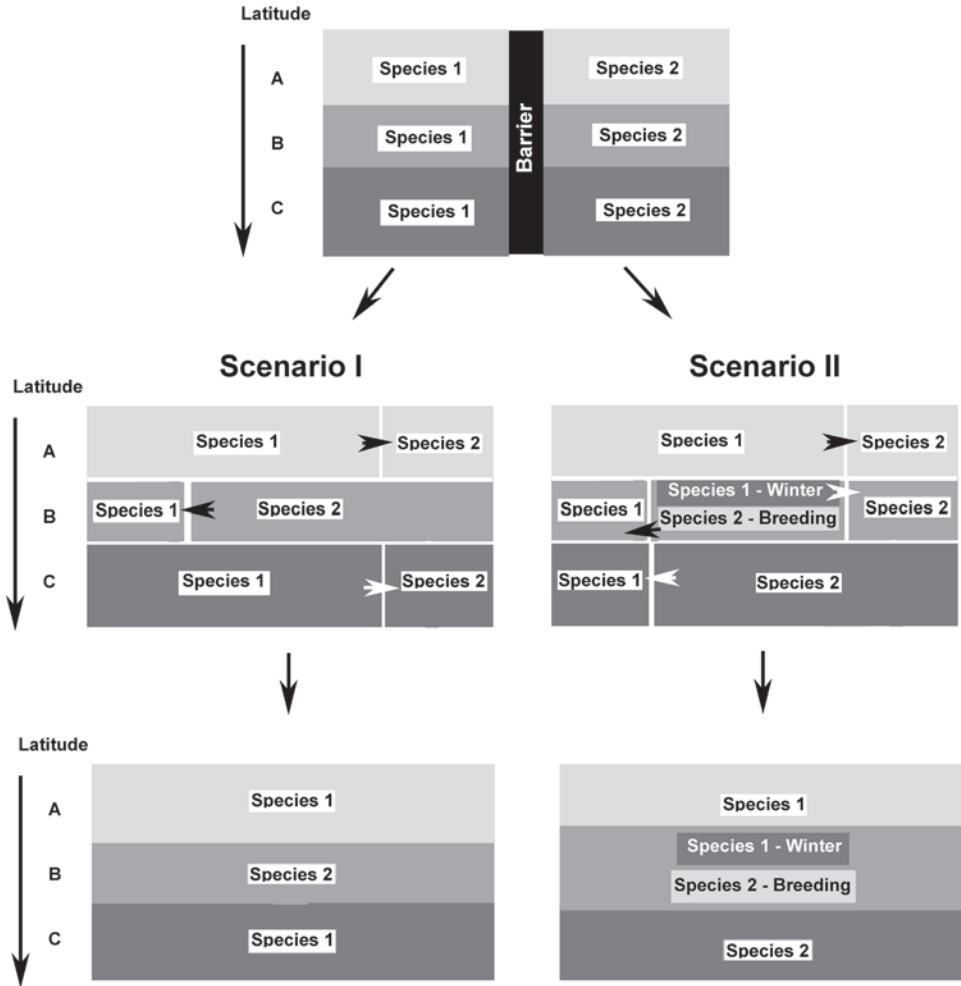 Latitude
A
Species 1
Species 2
B
Species 1
Species 2
C
Species 1
Species 2
Barrier
Scenario I
Scenario II
Latitude
A
Species 1
Species 2
B
Species 1
Species 2
C
Species 1
Species 2
Species 1
Species 2
Species 1
Species 1 - Winter
Species 2 - Breeding
Species 2
Species 1
Species 2
Latitude
A
Species 1
B
Species 2
C
Species 1
Species 1
Species 1 - Winter
Species 2 - Breeding
Species 2